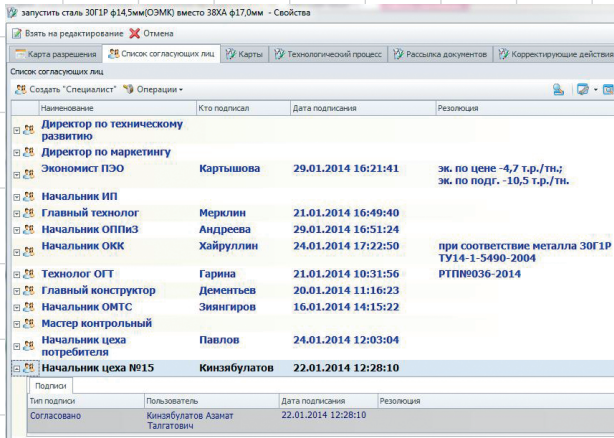 запустить сталь 30Г1Р ф14,5мм(ОЭМК) вместо 38ХА ф17,0мм - Свойства
Взять на редактирование Отмена
Карта разрешения Список согласующих лиц Карты Технологический процесс Рассылка документов Корректирующие действия
Список согласующих лиц
Создать "Специалист" Операции
Наименование Кто подписал Дата подписания Резолюция
Директор по техническому
развитию
Директор по маркетингу
Экономист ПЭО Картышова 29.01.2014 16:21:41 эк. по цене -4,7 т.р./тн.;
эк. по подг. -10,5 т.р./тн.
Начальник ИП
Главный технолог Мерклин 21.01.2014 16:49:40
Начальник ОППиЗ Андреева 29.01.2014 16:51:24
Начальник ОКК Хайруллин 24.01.2014 17:22:50 при соответствие металла 30Г1Р
ТУ14-1-5490-2004
Технолог ОГТ Гарина 21.01.2014 10:31:56 РТП№036-2014
Главный конструктор Дементьев 20.01.2014 11:16:23
Начальник ОМТС Зиянгиров 16.01.2014 14:15:22
Мастер контрольный
Начальник цеха Павлов 24.01.2014 12:03:04
потребителя
Начальник цеха №15 Кинзябулатов 22.01.2014 12:28:10
Подписи
Тип подписи Пользователь Дата подписания Резолюция
Согласовано Кинзябулатов Азамат 22.01.2014 12:28:10
Талгатович